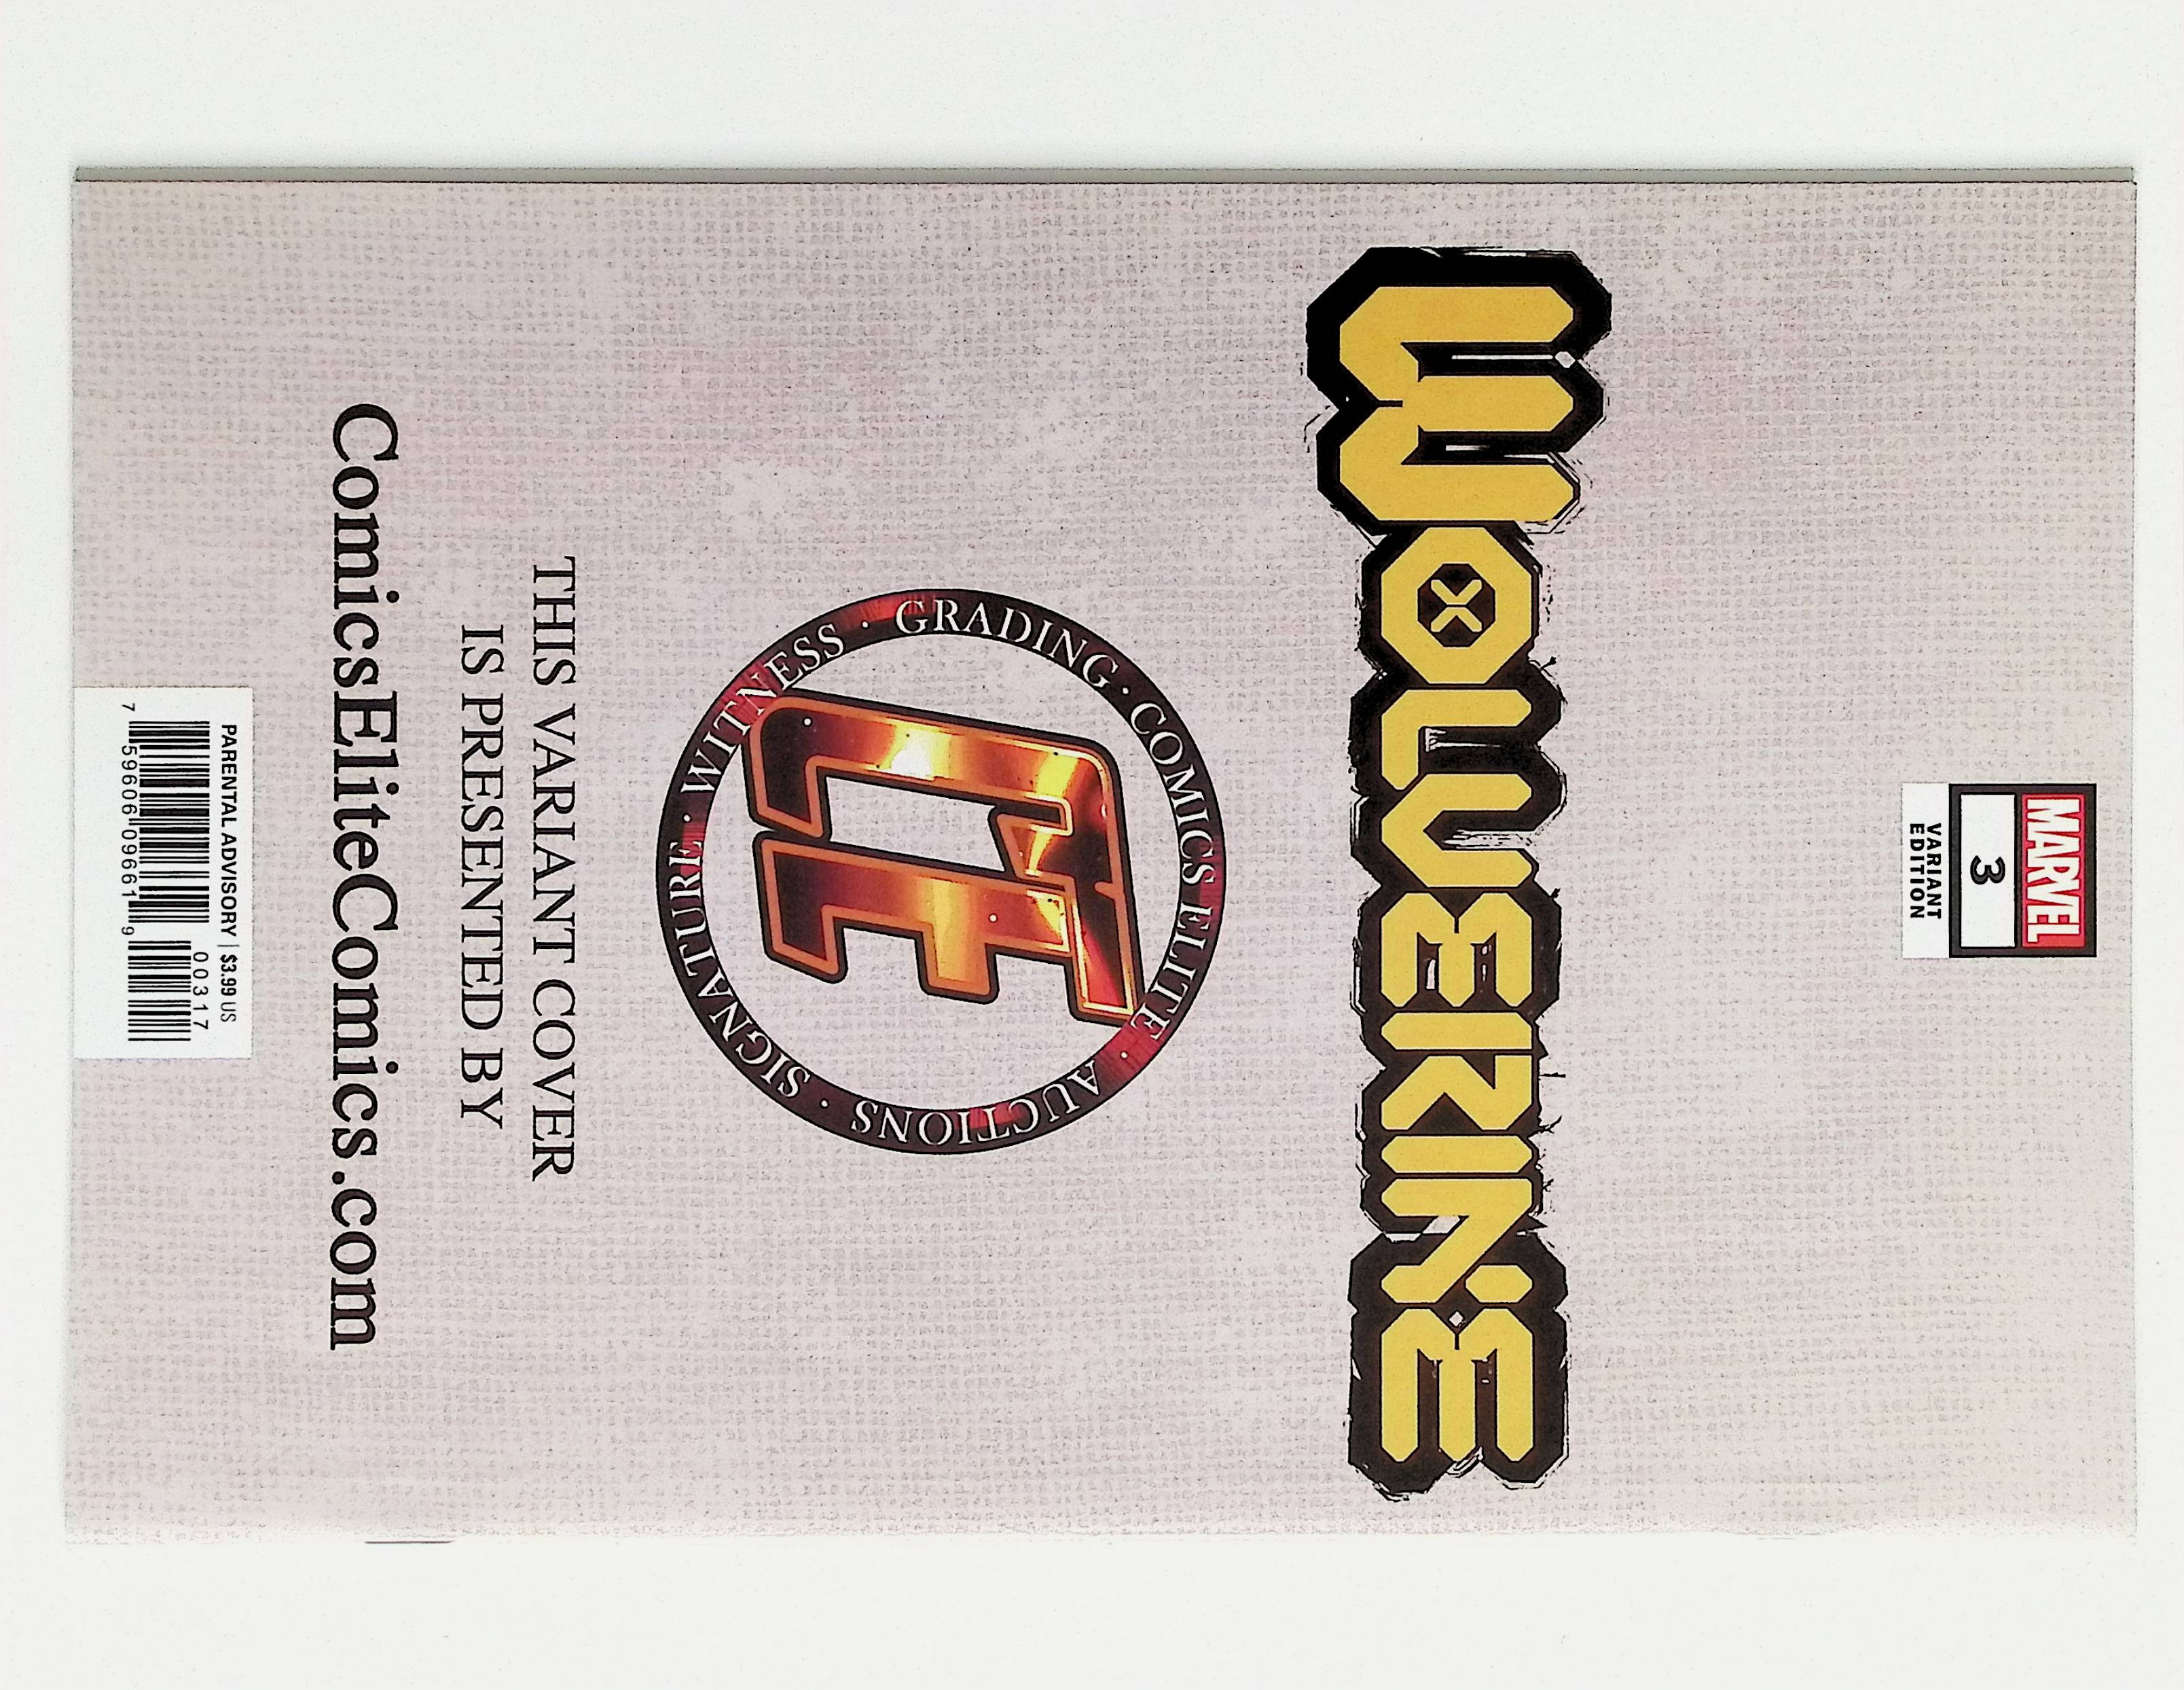 MARVEL
3
VARIANT
EDITION
WOLVERINE
COMICS ELITE · AUCTIONS · SIGNATURE · WITNESS · GRADING ·
CE
THIS VARIANT COVER
IS PRESENTED BY
ComicsEliteComics.com
PARENTAL ADVISORY | $3.99 US
00317
7 59606 09661 9